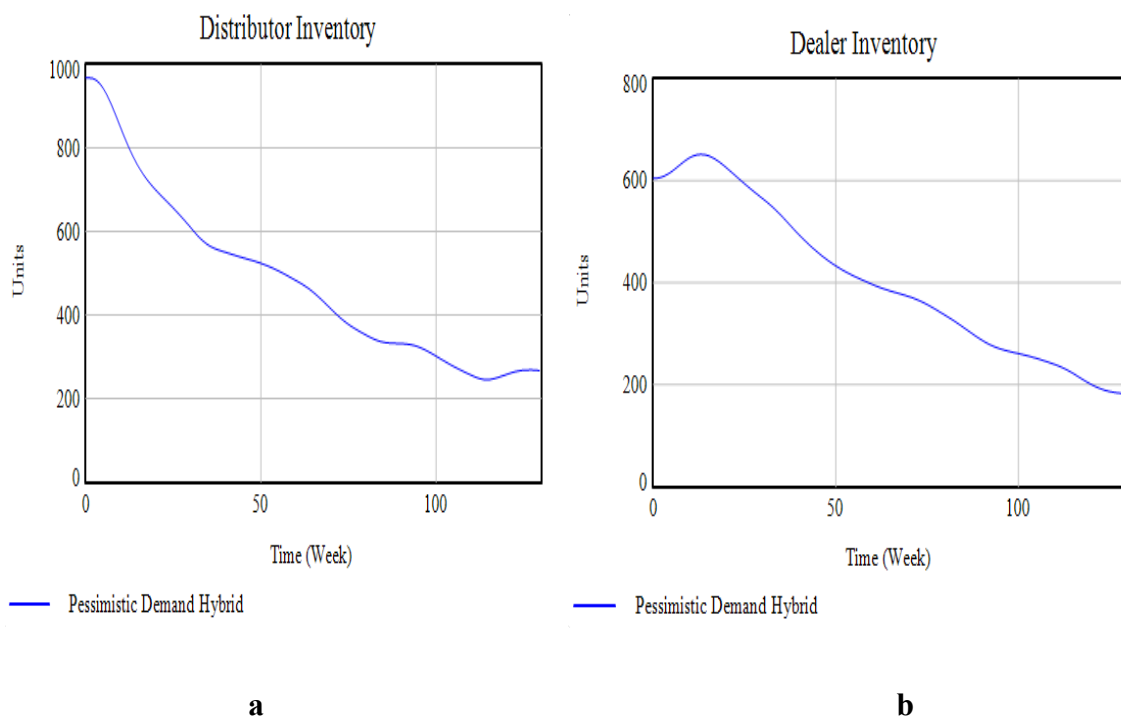 Distributor Inventory
1000
800
600
400
200
0
0 50 100
Units
Time (Week)
Pessimistic Demand Hybrid
a
Dealer Inventory
800
600
400
200
0
0 50 100
Units
Time (Week)
Pessimistic Demand Hybrid
b